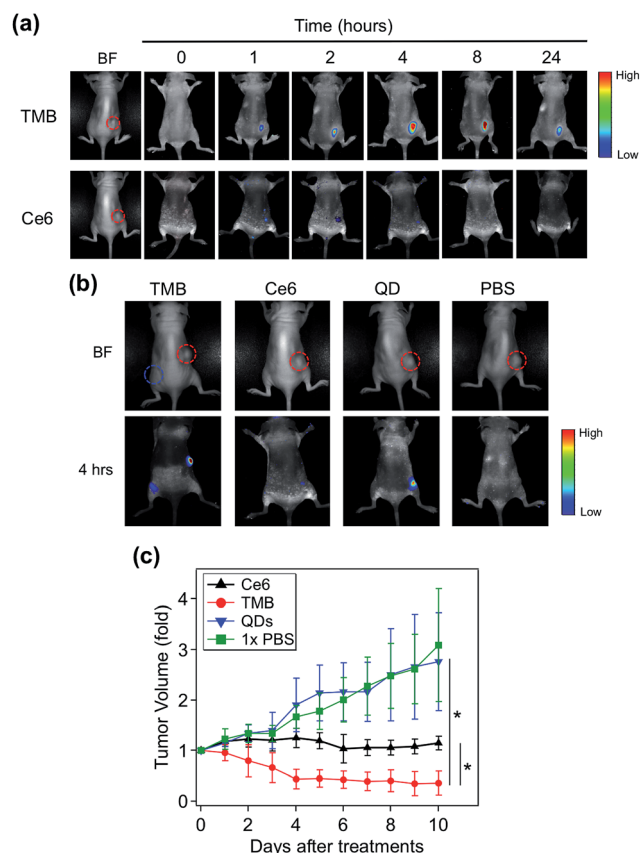 (a)
Time (hours)
BF 0 1 2 4 8 24
TMB
High
Low
Ce6
(b)
TMB Ce6 QD PBS
BF
4 hrs
High
Low
(c)
Ce6
TMB
QDs
1x PBS
Tumor Volume (fold)
4
3
2
1
0
*
*
0 2 4 6 8 10
Days after treatments